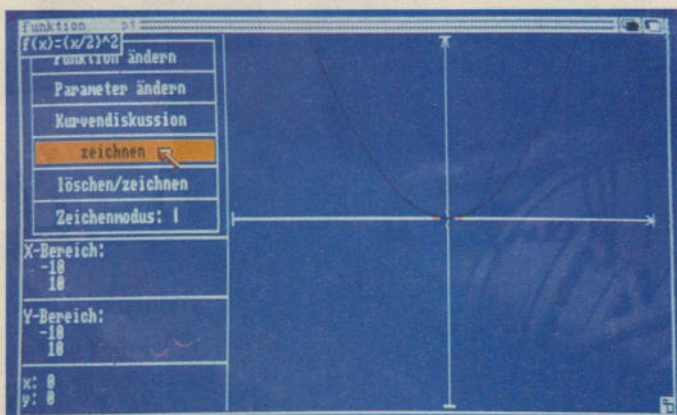 Funktion
f(x)=(x/2)^2
Funktion ändern
Parameter ändern
Kurvendiskussion
zeichnen
löschen/zeichnen
Zeichenmodus: |
X-Bereich:
-10
10
Y-Bereich:
-10
10
x: 0
y: 0